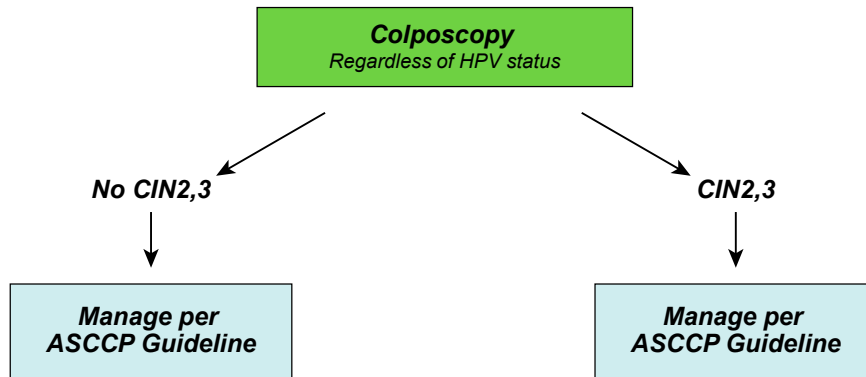 Colposcopy
Regardless of HPV status
No CIN2,3
CIN2,3
Manage per
ASCCP Guideline
Manage per
ASCCP Guideline